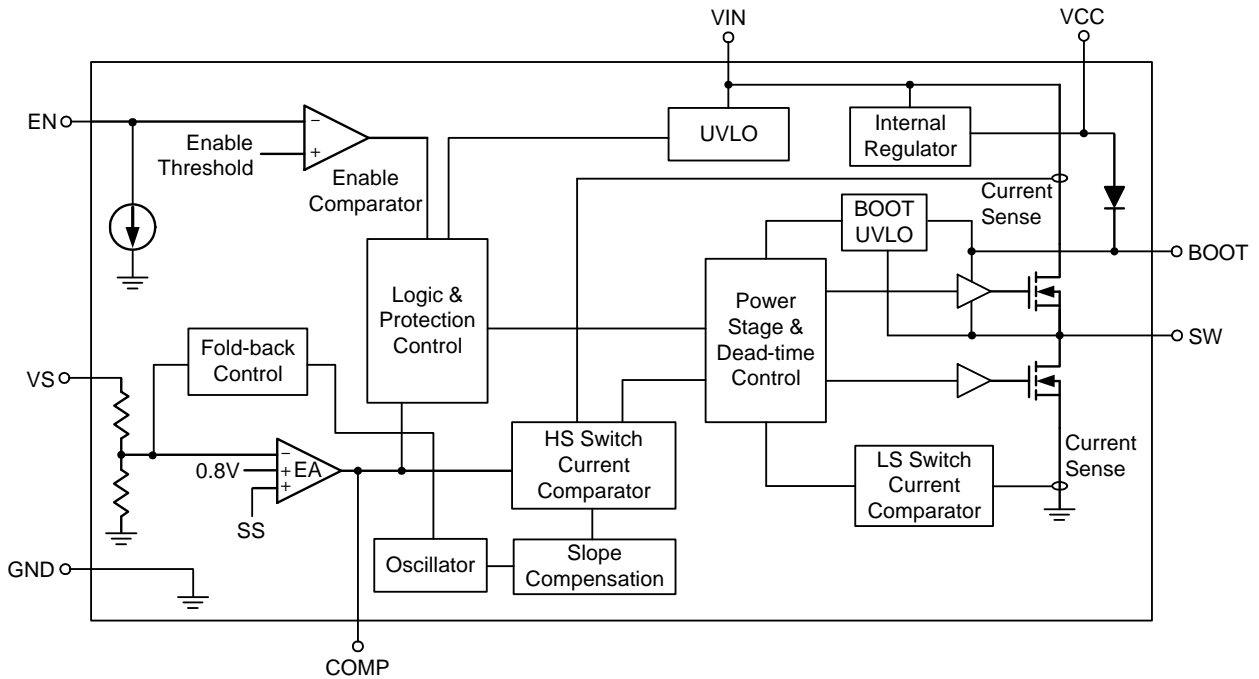 VIN
VCC
EN
Enable
Threshold
−
+
Enable
Comparator
UVLO
Internal
Regulator
Current
Sense
BOOT
UVLO
BOOT
Logic &
Protection
Control
Power
Stage &
Dead-time
Control
SW
Fold-back
Control
VS
0.8V
−
+
+
EA
SS
HS Switch
Current
Comparator
LS Switch
Current
Comparator
Current
Sense
Oscillator
Slope
Compensation
GND
COMP